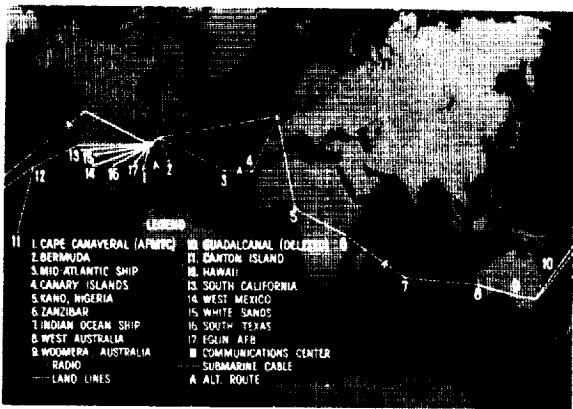 A
13
15
14
16
17
A
1
2
3
A
4
12
11
5
6
A
7
8
9
10
LEGEND
1. CAPE CANAVERAL (AFMTC)
2. BERMUDA
3. MID-ATLANTIC SHIP
4. CANARY ISLANDS
5. KANO, NIGERIA
6. ZANZIBAR
7. INDIAN OCEAN SHIP
8. WEST AUSTRALIA
9. WOOMERA, AUSTRALIA
RADIO
LAND LINES
10. GUADALCANAL (DELETED)
11. CANTON ISLAND
12. HAWAII
13. SOUTH CALIFORNIA
14. WEST MEXICO
15. WHITE SANDS
16. SOUTH TEXAS
17. EGLIN AFB
COMMUNICATIONS CENTER
SUBMARINE CABLE
A ALT. ROUTE